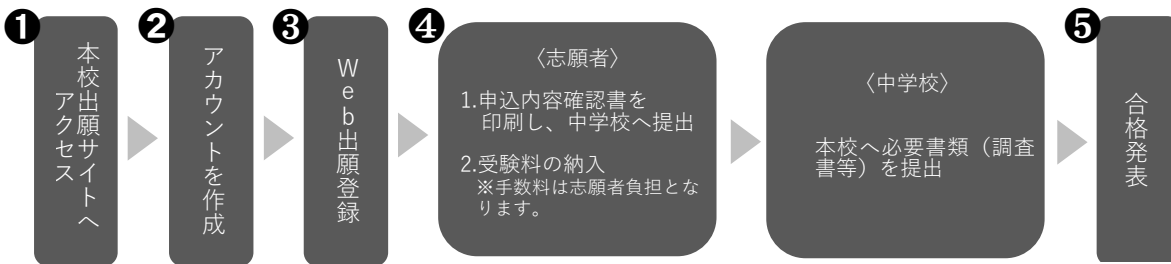 ❶
本校出願サイトへ
アクセス
❷
アカウントを作成
❸
Web出願登録
❹
〈志願者〉
1.申込内容確認書を
印刷し、中学校へ提出
2.受験料の納入
※手数料は志願者負担とな
ります。
〈中学校〉
本校へ必要書類（調査
書等）を提出
❺
合格発表